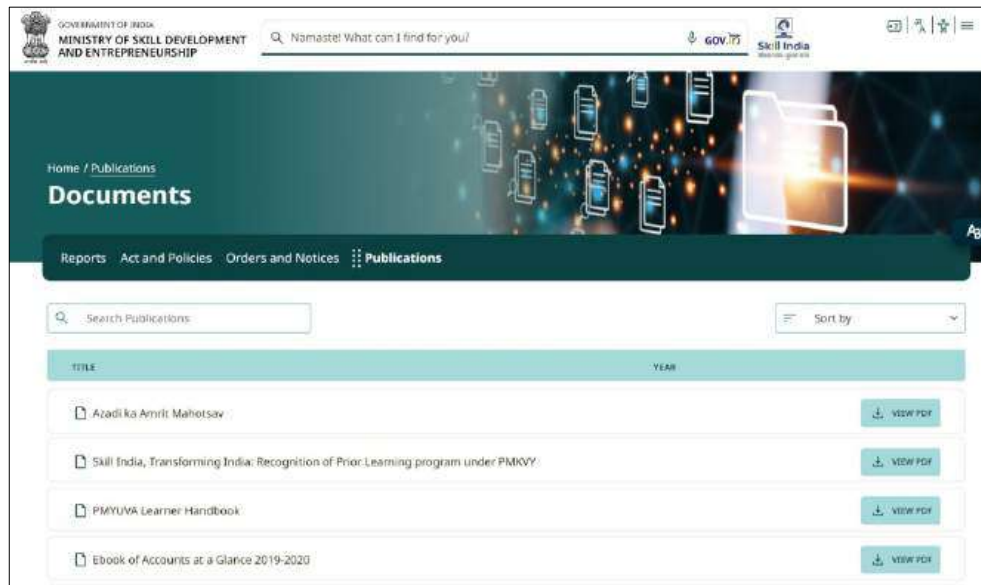 GOVERNMENT OF INDIA
MINISTRY OF SKILL DEVELOPMENT
AND ENTREPRENEURSHIP
Namaste! What can I find for you?
GOV.
Skill India
Home / Publications
Documents
Reports Act and Policies Orders and Notices Publications
Search Publications
Sort by
TITLE YEAR
Azadi ka Amrit Mahotsav VIEW PDF
Skill India, Transforming India: Recognition of Prior Learning program under PMKVY VIEW PDF
PMYUVA Learner Handbook VIEW PDF
Ebook of Accounts at a Glance 2019-2020 VIEW PDF